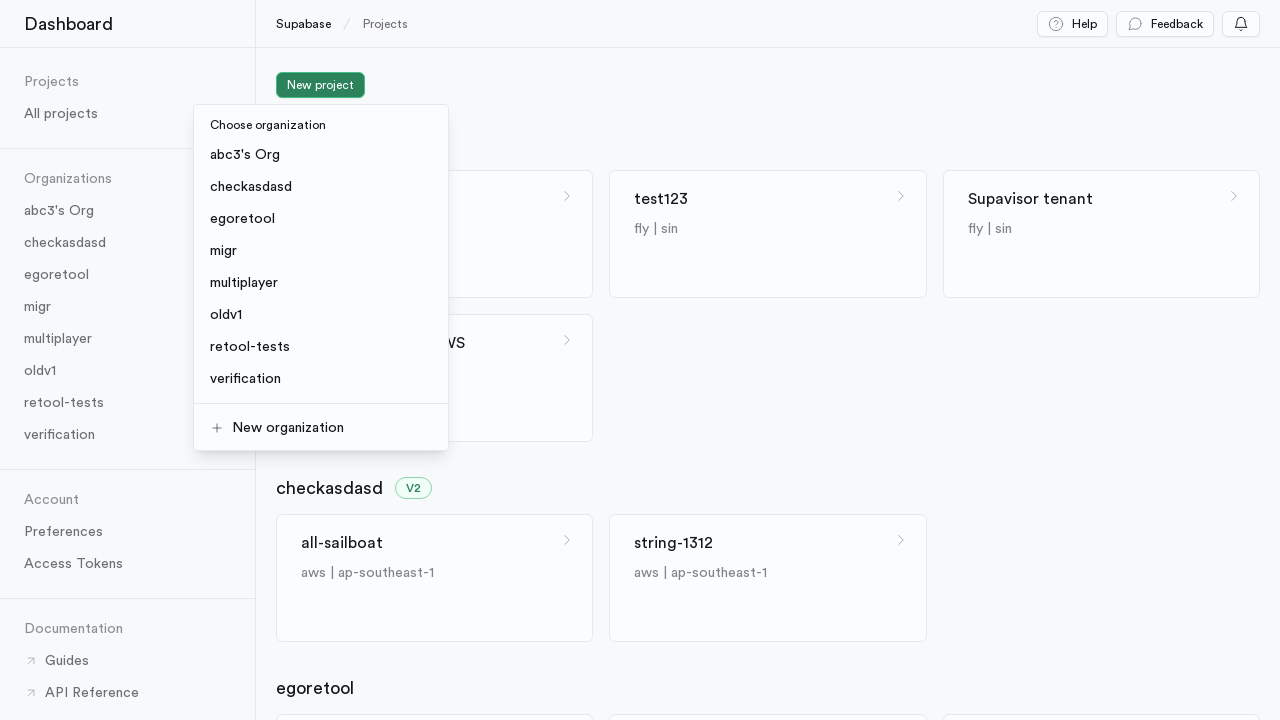 Dashboard
Supabase / Projects
Help
Feedback
Projects
All projects
Organizations
abc3's Org
checkasdasd
egoretool
migr
multiplayer
oldv1
retool-tests
verification
Account
Preferences
Access Tokens
Documentation
Guides
API Reference
New project
Choose organization
abc3's Org
checkasdasd
egoretool
migr
multiplayer
oldv1
retool-tests
verification
New organization
test123
fly | sin
Supavisor tenant
fly | sin
checkasdasd V2
all-sailboat
aws | ap-southeast-1
string-1312
aws | ap-southeast-1
egoretool